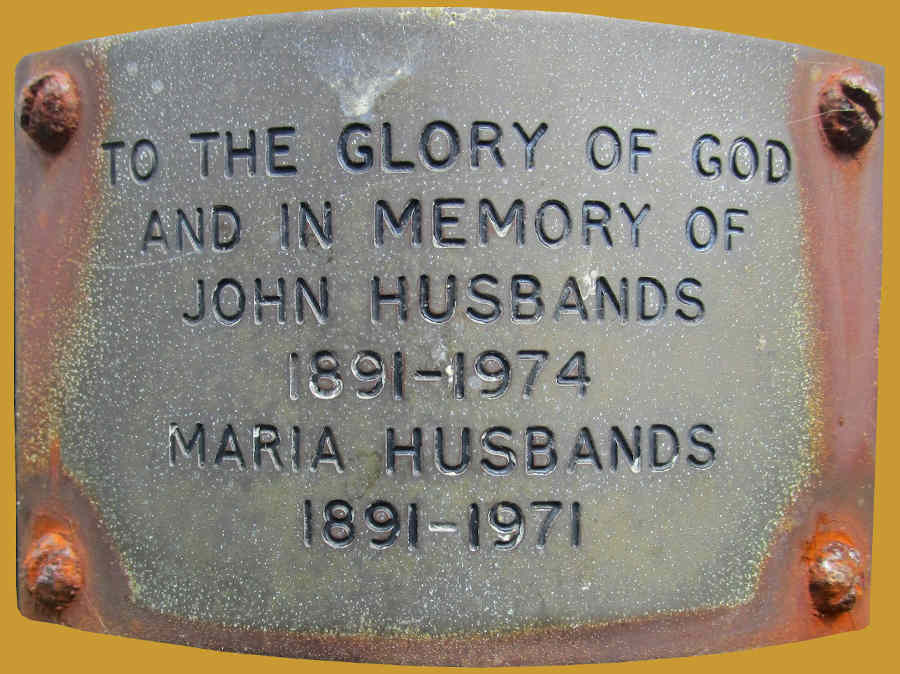 TO THE GLORY OF GOD
AND IN MEMORY OF
JOHN HUSBANDS
1891-1974
MARIA HUSBANDS
1891-1971